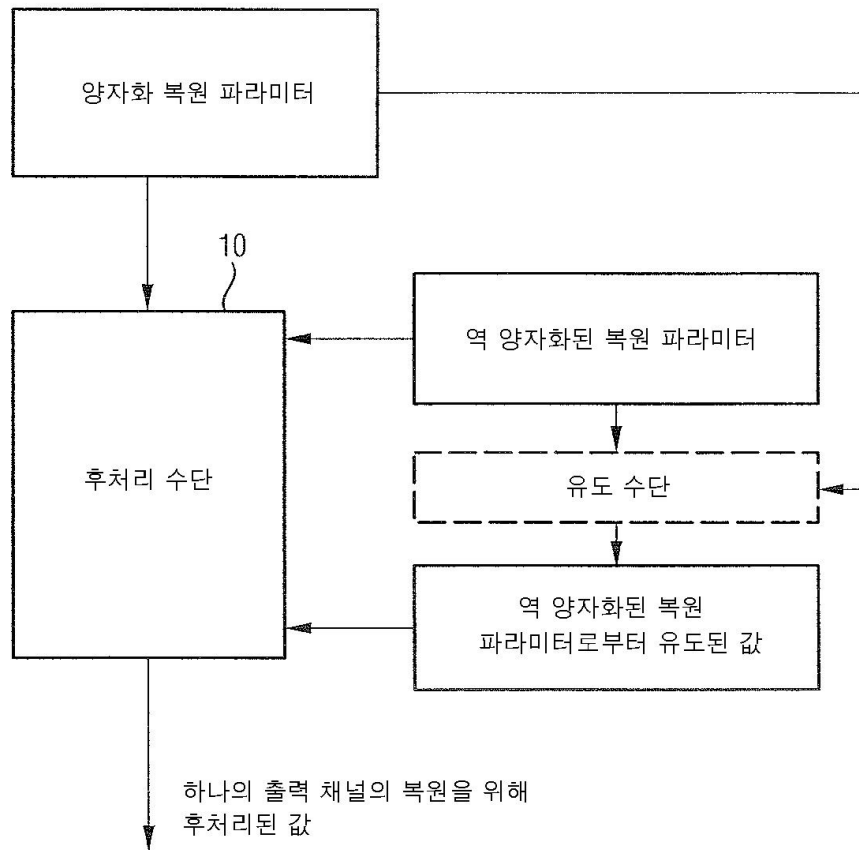 양자화 복원 파라미터
10
역 양자화된 복원 파라미터
후처리 수단
유도 수단
역 양자화된 복원
파라미터로부터 유도된 값
하나의 출력 채널의 복원을 위해
후처리된 값